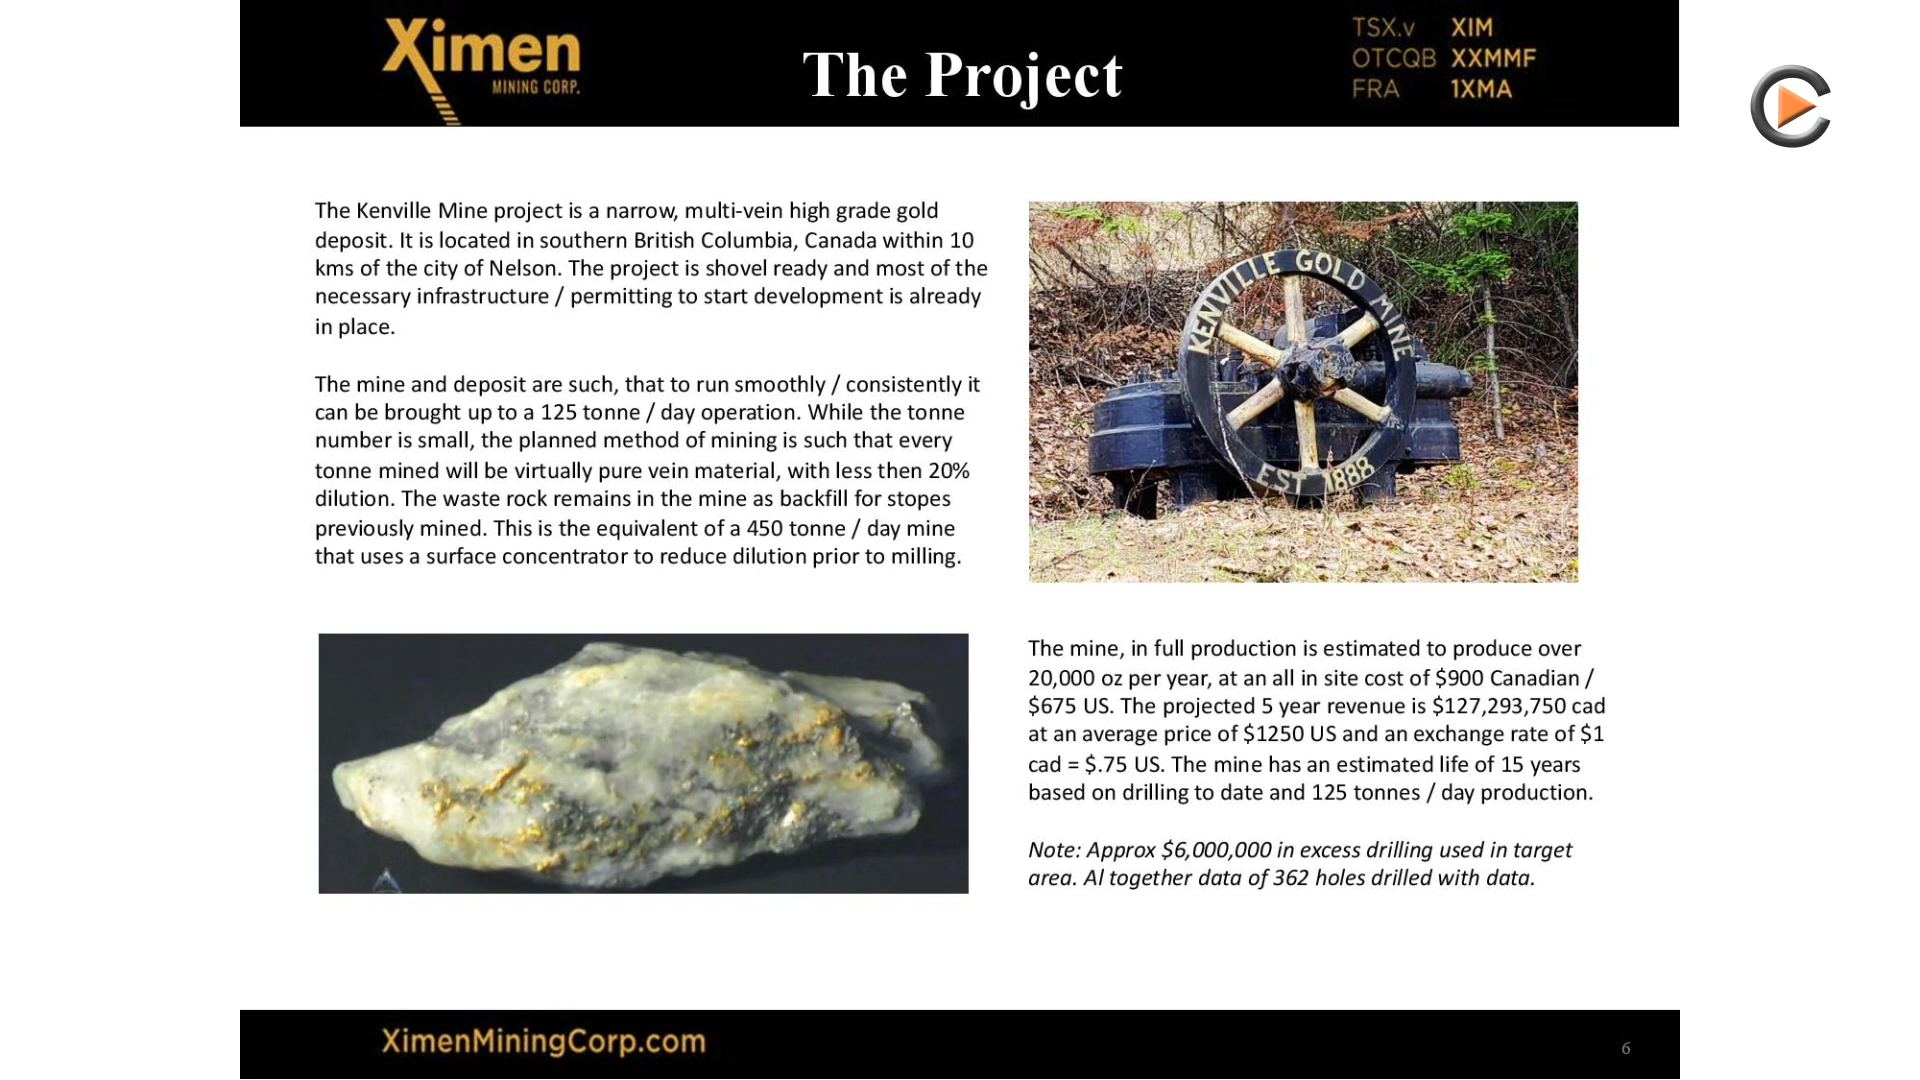 Ximen
MINING CORP.
The Project
TSX.v XIM
OTCQB XXMMF
FRA 1XMA
The Kenville Mine project is a narrow, multi-vein high grade gold
deposit. It is located in southern British Columbia, Canada within 10
kms of the city of Nelson. The project is shovel ready and most of the
necessary infrastructure / permitting to start development is already
in place.
The mine and deposit are such, that to run smoothly / consistently it
can be brought up to a 125 tonne / day operation. While the tonne
number is small, the planned method of mining is such that every
tonne mined will be virtually pure vein material, with less then 20%
dilution. The waste rock remains in the mine as backfill for stopes
previously mined. This is the equivalent of a 450 tonne / day mine
that uses a surface concentrator to reduce dilution prior to milling.
KENVILLE GOLD MINE
EST 1888
The mine, in full production is estimated to produce over
20,000 oz per year, at an all in site cost of $900 Canadian /
$675 US. The projected 5 year revenue is $127,293,750 cad
at an average price of $1250 US and an exchange rate of $1
cad = $.75 US. The mine has an estimated life of 15 years
based on drilling to date and 125 tonnes / day production.
Note: Approx $6,000,000 in excess drilling used in target
area. Al together data of 362 holes drilled with data.
XimenMiningCorp.com
6